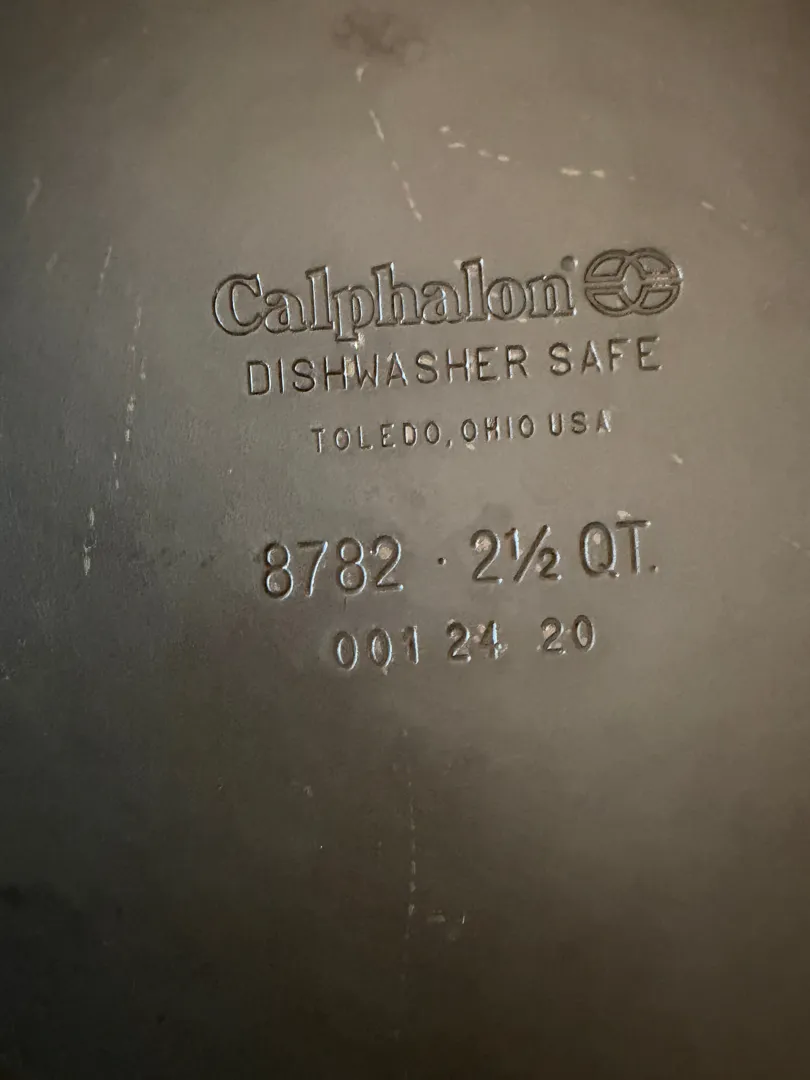 Calphalon®
DISHWASHER SAFE
TOLEDO, OHIO USA
8782 · 2½ QT.
001 24 20